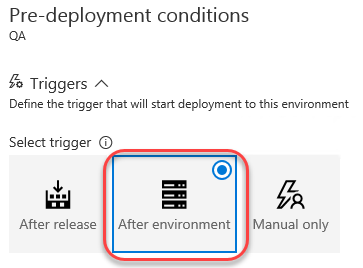 Pre-deployment conditions
QA
Triggers
Define the trigger that will start deployment to this environment
Select trigger
After release
After environment
Manual only